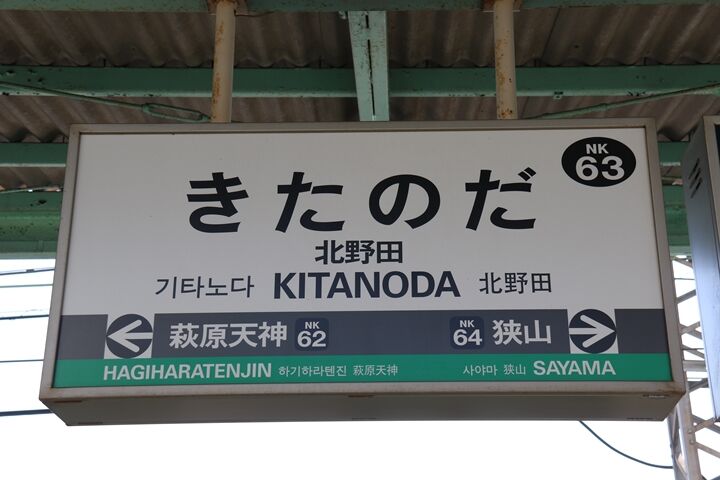 NK
63
きたのだ
北野田
기타노다 KITANODA 北野田
萩原天神 NK 62 NK 64 狭山
HAGIHARATENJIN 하기하라텐진 萩原天神 사야마 狭山 SAYAMA